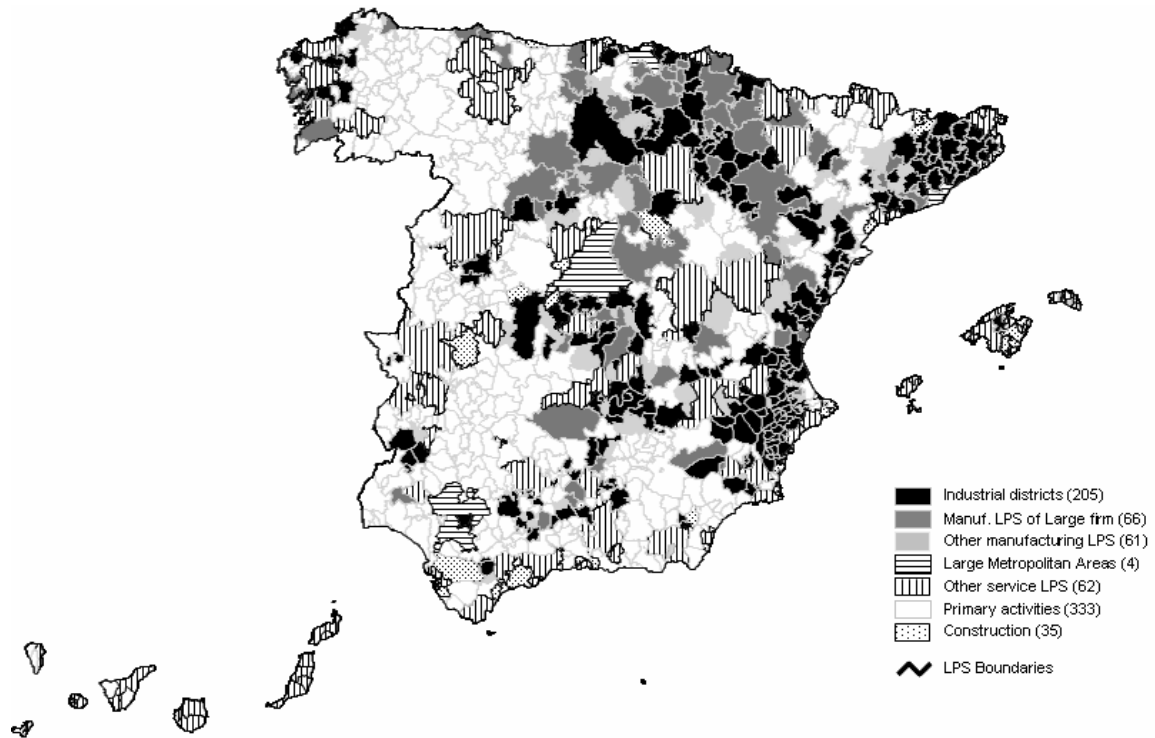 Industrial districts (205)
Manuf. LPS of Large firm (66)
Other manufacturing LPS (61)
Large Metropolitan Areas (4)
Other service LPS (62)
Primary activities (333)
Construction (35)
LPS Boundaries